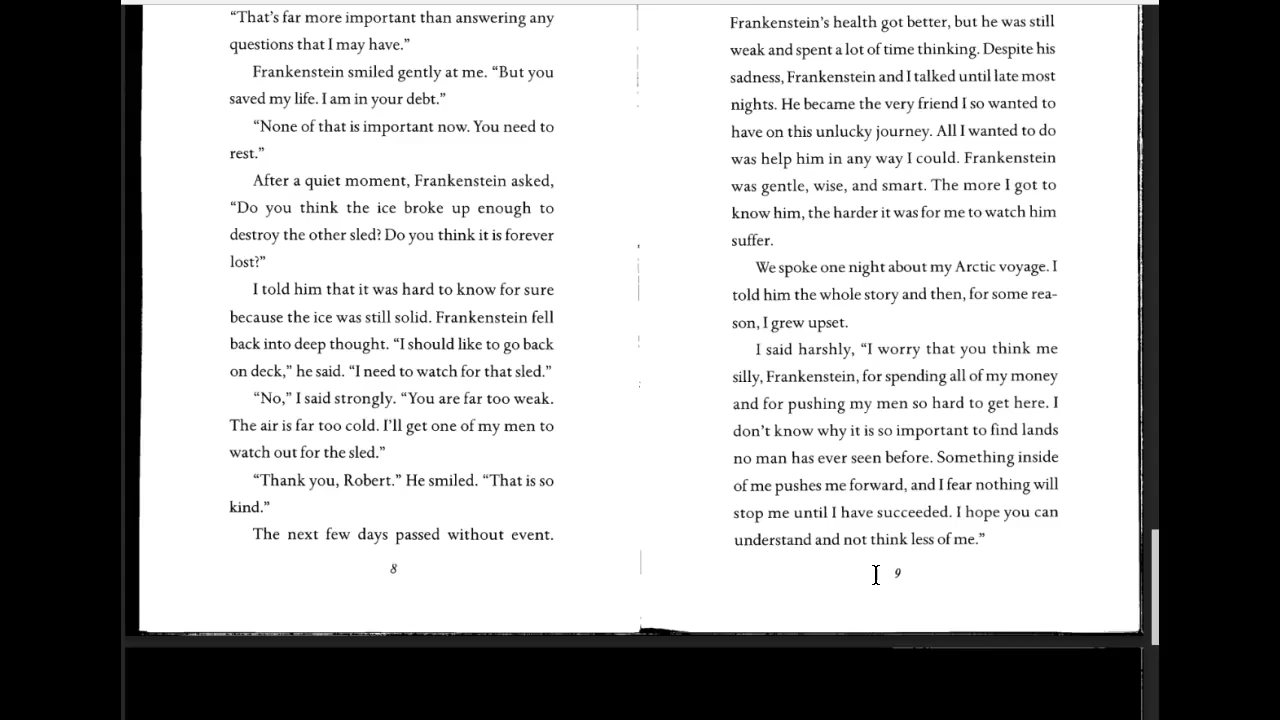 “That’s far more important than answering any
questions that I may have.”
Frankenstein smiled gently at me. “But you
saved my life. I am in your debt.”
“None of that is important now. You need to
rest.”
After a quiet moment, Frankenstein asked,
“Do you think the ice broke up enough to
destroy the other sled? Do you think it is forever
lost?”
I told him that it was hard to know for sure
because the ice was still solid. Frankenstein fell
back into deep thought. “I should like to go back
on deck,” he said. “I need to watch for that sled.”
“No,” I said strongly. “You are far too weak.
The air is far too cold. I’ll get one of my men to
watch out for the sled.”
“Thank you, Robert.” He smiled. “That is so
kind.”
The next few days passed without event.
8
Frankenstein’s health got better, but he was still
weak and spent a lot of time thinking. Despite his
sadness, Frankenstein and I talked until late most
nights. He became the very friend I so wanted to
have on this unlucky journey. All I wanted to do
was help him in any way I could. Frankenstein
was gentle, wise, and smart. The more I got to
know him, the harder it was for me to watch him
suffer.
We spoke one night about my Arctic voyage. I
told him the whole story and then, for some rea-
son, I grew upset.
I said harshly, “I worry that you think me
silly, Frankenstein, for spending all of my money
and for pushing my men so hard to get here. I
don’t know why it is so important to find lands
no man has ever seen before. Something inside
of me pushes me forward, and I fear nothing will
stop me until I have succeeded. I hope you can
understand and not think less of me.”
9